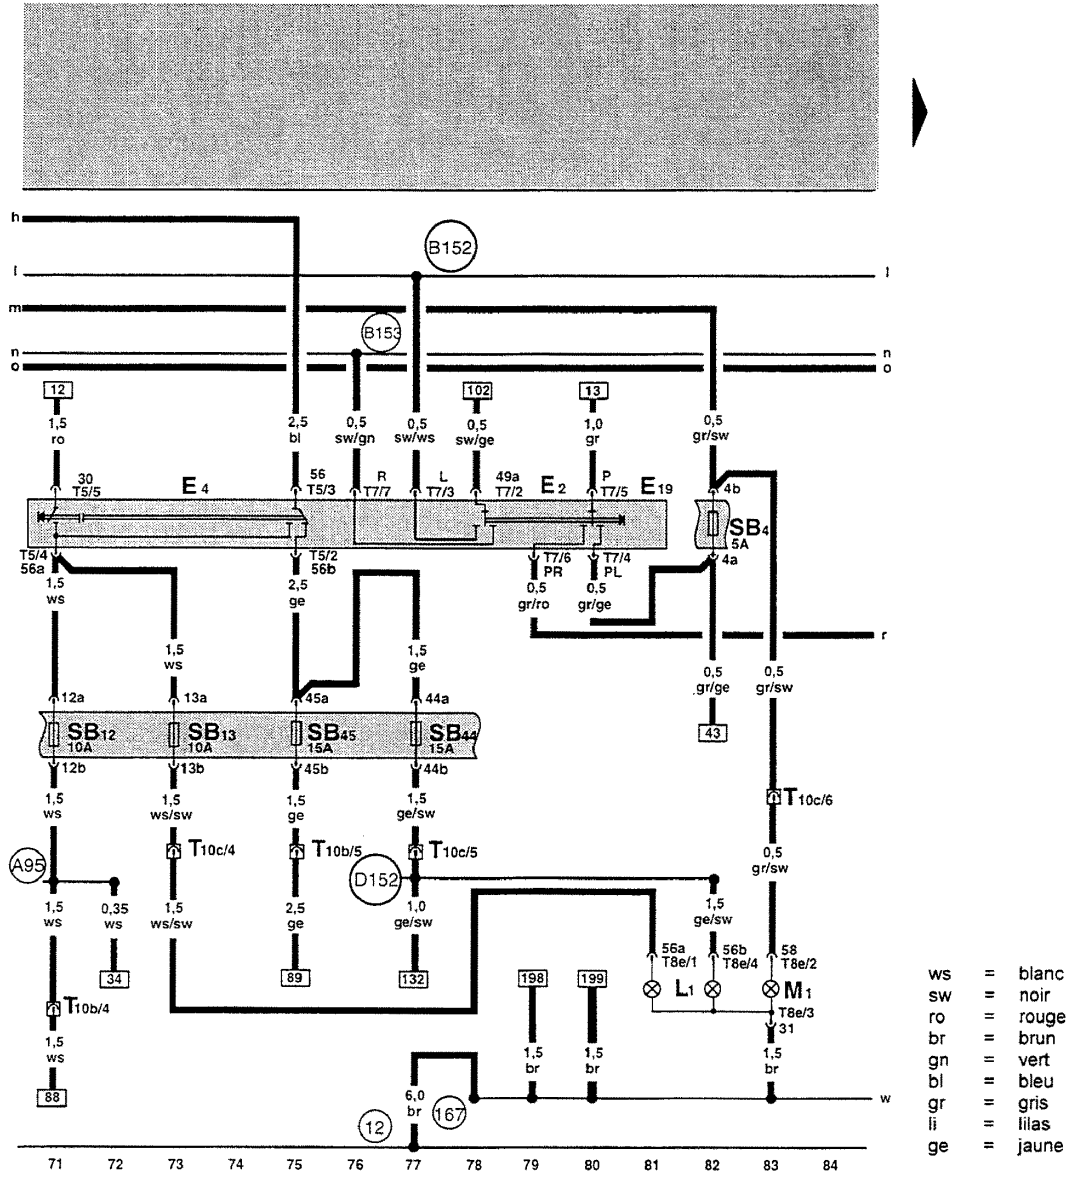 h
B152
l l
m
B153
n n
o o
12 102 13
1,5 2,5 0,5 0,5 0,5 1,0 0,5
ro bl sw/gn sw/ws sw/ge gr gr/sw
30 56 R L 49a P 4b
T5/5 E4 T5/3 T7/7 T7/3 T7/2 E2 T7/5 E19
SB4
5A
T5/4 T5/2 T7/6 T7/4 4a
56a 56b PR PL
1,5 2,5 0,5 0,5
ws ge gr/ro gr/ge
r
1,5 1,5 0,5 0,5
ws ge gr/ge gr/sw
12a 13a 45a 44a
SB12 SB13 SB45 SB44
10A 10A 15A 15A
43
12b 13b 45b 44b
1,5 1,5 1,5 1,5
ws ws/sw ge ge/sw
T10c/6
T10c/4 T10b/5 T10c/5
0,5
gr/sw
A95 D152
1,5 0,35 1,5 2,5 1,0 1,5
ws ws ws/sw ge ge/sw ge/sw
56a 56b 58
T8e/1 T8e/4 T8e/2
34 89 132 198 199
L1 M1
T10b/4
T8e/3
31
1,5 1,5 1,5 1,5
ws br br br
88
6,0
br
12 167 w
71 72 73 74 75 76 77 78 79 80 81 82 83 84
ws = blanc
sw = noir
ro = rouge
br = brun
gn = vert
bl = bleu
gr = gris
li = lilas
ge = jaune